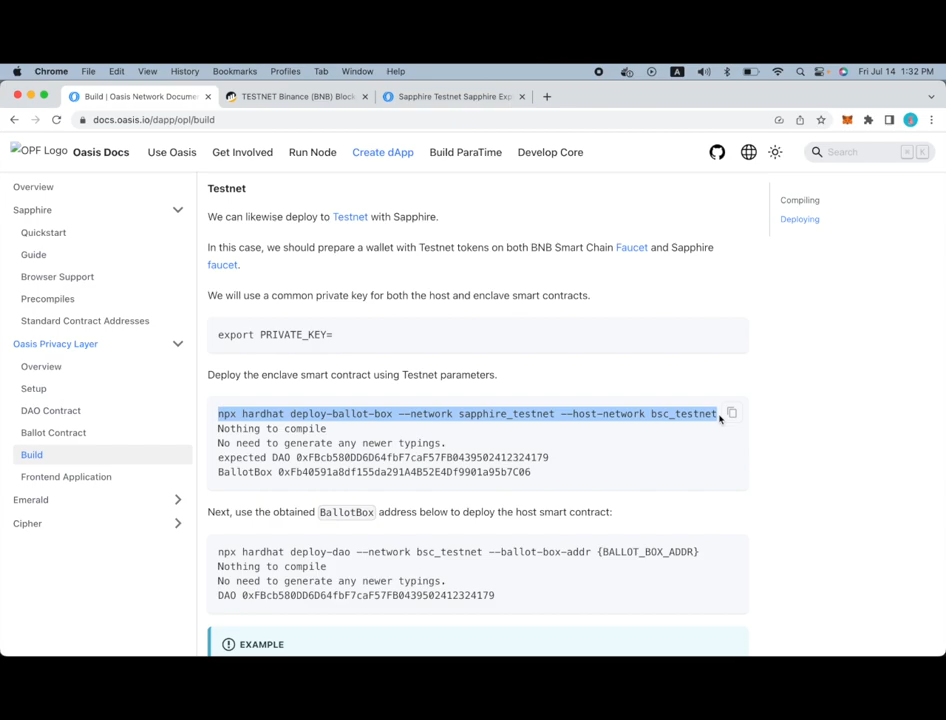 Chrome File Edit View History Bookmarks Profiles Tab Window Help A Fri Jul 14 1:32 PM
Build | Oasis Network Documen TESTNET Binance (BNB) Block Sapphire Testnet Sapphire Exp
docs.oasis.io/dapp/opl/build
OPF Logo Oasis Docs Use Oasis Get Involved Run Node Create dApp Build ParaTime Develop Core Search K
Overview
Sapphire
Quickstart
Guide
Browser Support
Precompiles
Standard Contract Addresses
Oasis Privacy Layer
Overview
Setup
DAO Contract
Ballot Contract
Build
Frontend Application
Emerald
Cipher
Testnet
We can likewise deploy to Testnet with Sapphire.
In this case, we should prepare a wallet with Testnet tokens on both BNB Smart Chain Faucet and Sapphire
faucet.
We will use a common private key for both the host and enclave smart contracts.
export PRIVATE_KEY=
Deploy the enclave smart contract using Testnet parameters.
npx hardhat deploy-ballot-box --network sapphire_testnet --host-network bsc_testnet
Nothing to compile
No need to generate any newer typings.
expected DAO 0xFBcb580DD6D64fbF7caF57FB0439502412324179
BallotBox 0xFb40591a8df155da291A4B52E4Df9901a95b7C06
Next, use the obtained BallotBox address below to deploy the host smart contract:
npx hardhat deploy-dao --network bsc_testnet --ballot-box-addr {BALLOT_BOX_ADDR}
Nothing to compile
No need to generate any newer typings.
DAO 0xFBcb580DD6D64fbF7caF57FB0439502412324179
EXAMPLE
Compiling
Deploying